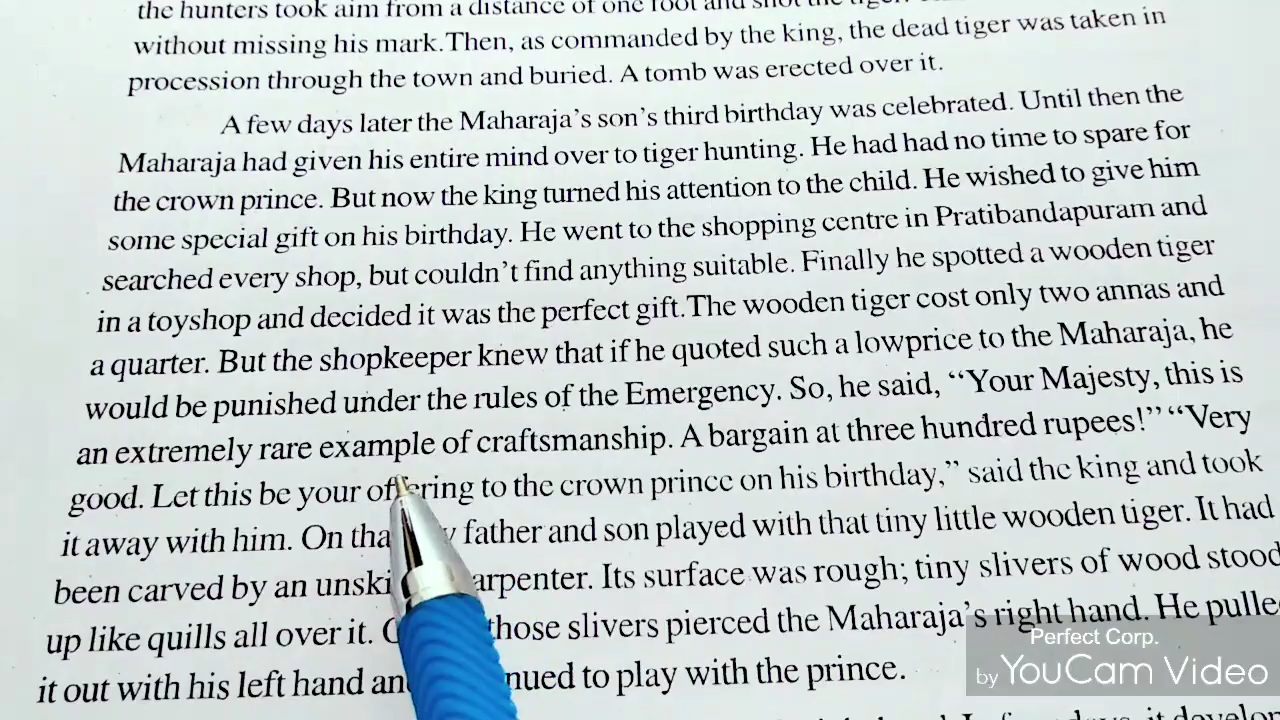 the hunters took aim from a distance of one foot and shot the tiger.
without missing his mark.Then, as commanded by the king, the dead tiger was taken in
procession through the town and buried. A tomb was erected over it.
A few days later the Maharaja's son's third birthday was celebrated. Until then the
Maharaja had given his entire mind over to tiger hunting. He had had no time to spare for
the crown prince. But now the king turned his attention to the child. He wished to give him
some special gift on his birthday. He went to the shopping centre in Pratibandapuram and
searched every shop, but couldn't find anything suitable. Finally he spotted a wooden tiger
in a toyshop and decided it was the perfect gift.The wooden tiger cost only two annas and
a quarter. But the shopkeeper knew that if he quoted such a lowprice to the Maharaja, he
would be punished under the rules of the Emergency. So, he said, “Your Majesty, this is
an extremely rare example of craftsmanship. A bargain at three hundred rupees!” “Very
good. Let this be your offering to the crown prince on his birthday,” said the king and took
it away with him. On father and son played with that tiny little wooden tiger. It had
been carved by an Its surface was rough; tiny slivers of wood stood
up like quills all over it. those slivers pierced the Maharaja's right hand. He
it out with his left hand to play with the prince.
Perfect Corp.
by YouCam Video